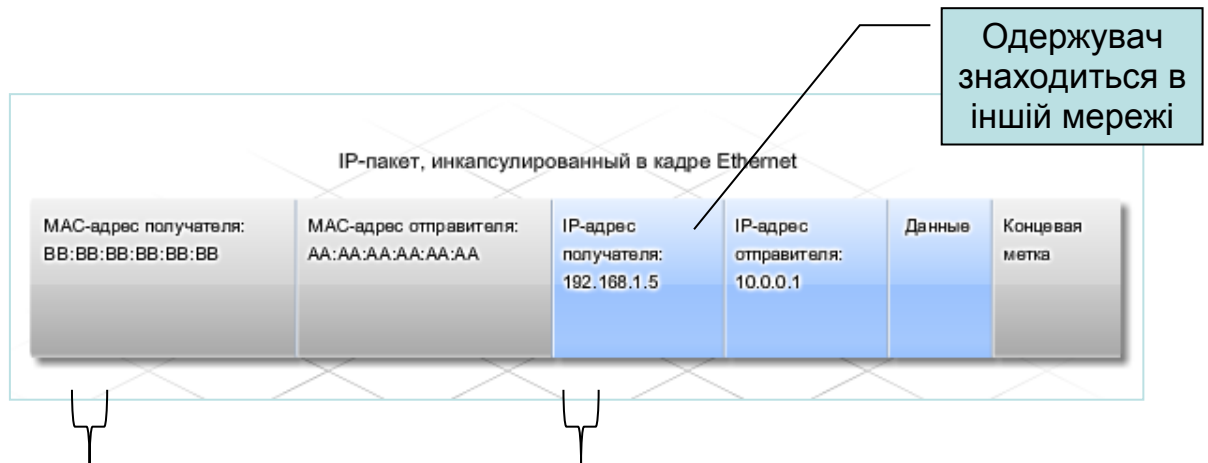 Одержувач
знаходиться в
іншій мережі
IP-пакет, инкапсулированный в кадре Ethernet
MAC-адрес получателя:
BB:BB:BB:BB:BB:BB
MAC-адрес отправителя:
AA:AA:AA:AA:AA:AA
IP-адрес
получателя:
192.168.1.5
IP-адрес
отправителя:
10.0.0.1
Данные
Концевая
метка